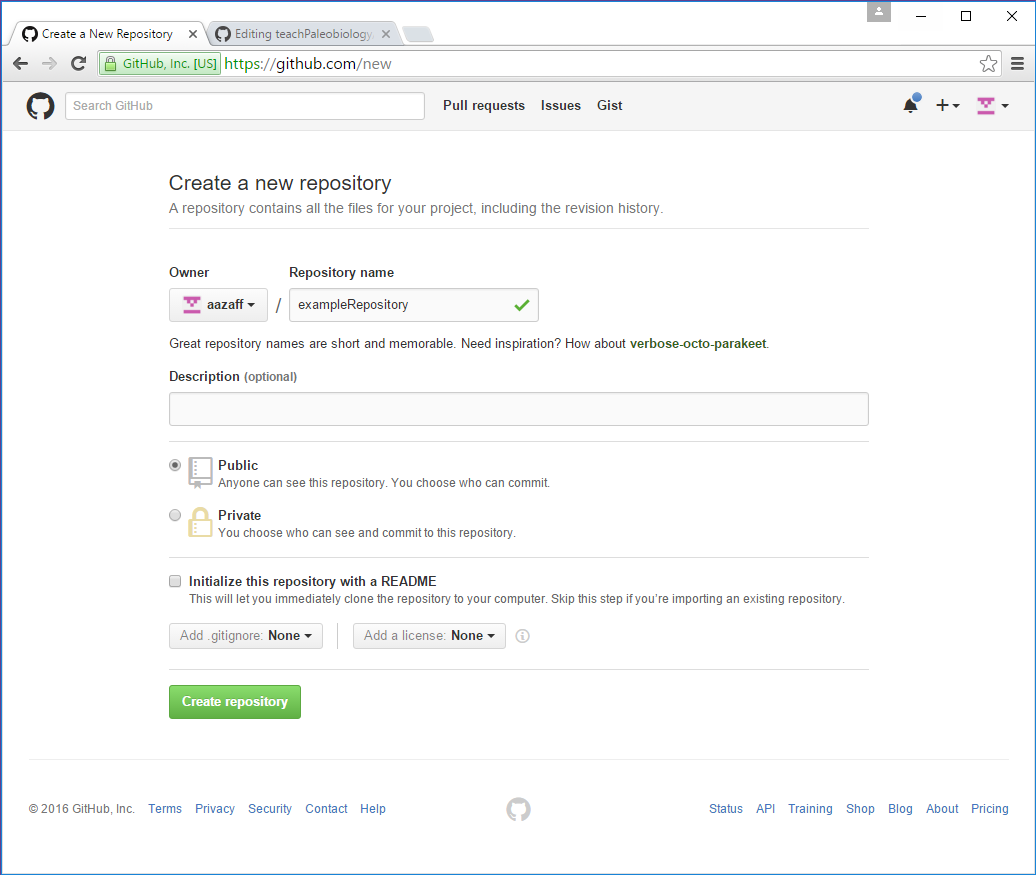 Create a New Repository
Editing teachPaleobiology
GitHub, Inc. [US] https://github.com/new
Search GitHub
Pull requests Issues Gist
Create a new repository
A repository contains all the files for your project, including the revision history.
Owner Repository name
aazaff / exampleRepository
Great repository names are short and memorable. Need inspiration? How about verbose-octo-parakeet.
Description (optional)
Public
Anyone can see this repository. You choose who can commit.
Private
You choose who can see and commit to this repository.
Initialize this repository with a README
This will let you immediately clone the repository to your computer. Skip this step if you're importing an existing repository.
Add .gitignore: None Add a license: None
Create repository
© 2016 GitHub, Inc. Terms Privacy Security Contact Help Status API Training Shop Blog About Pricing